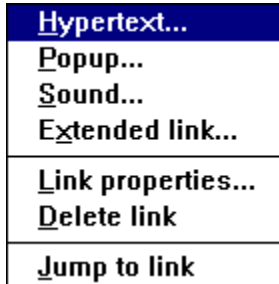 Hypertext...
Popup...
Sound...
Extended link...
Link properties...
Delete link
Jump to link